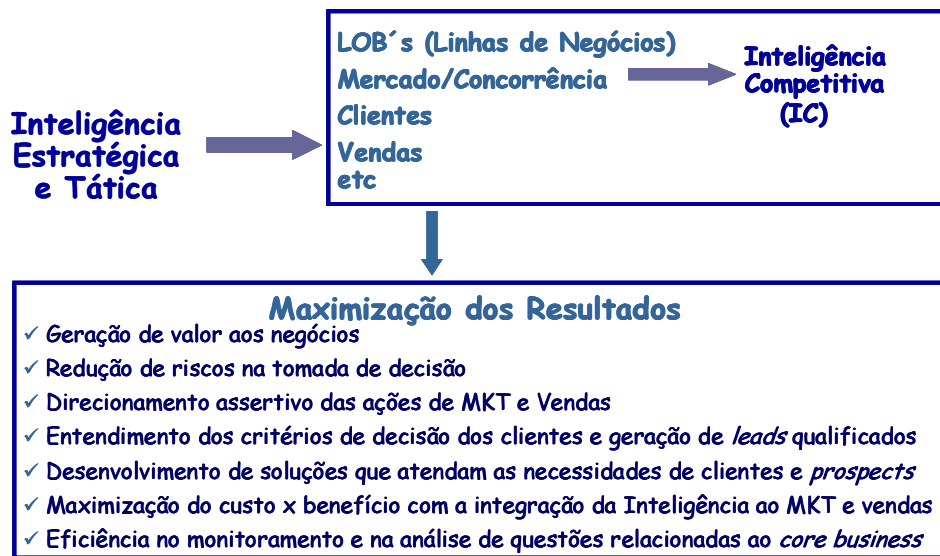 Inteligência
Estratégica
e Tática
LOB´s (Linhas de Negócios)
Mercado/Concorrência
Clientes
Vendas
etc
Inteligência
Competitiva
(IC)
Maximização dos Resultados
✓ Geração de valor aos negócios
✓ Redução de riscos na tomada de decisão
✓ Direcionamento assertivo das ações de MKT e Vendas
✓ Entendimento dos critérios de decisão dos clientes e geração de leads qualificados
✓ Desenvolvimento de soluções que atendam as necessidades de clientes e prospects
✓ Maximização do custo x benefício com a integração da Inteligência ao MKT e vendas
✓ Eficiência no monitoramento e na análise de questões relacionadas ao core business